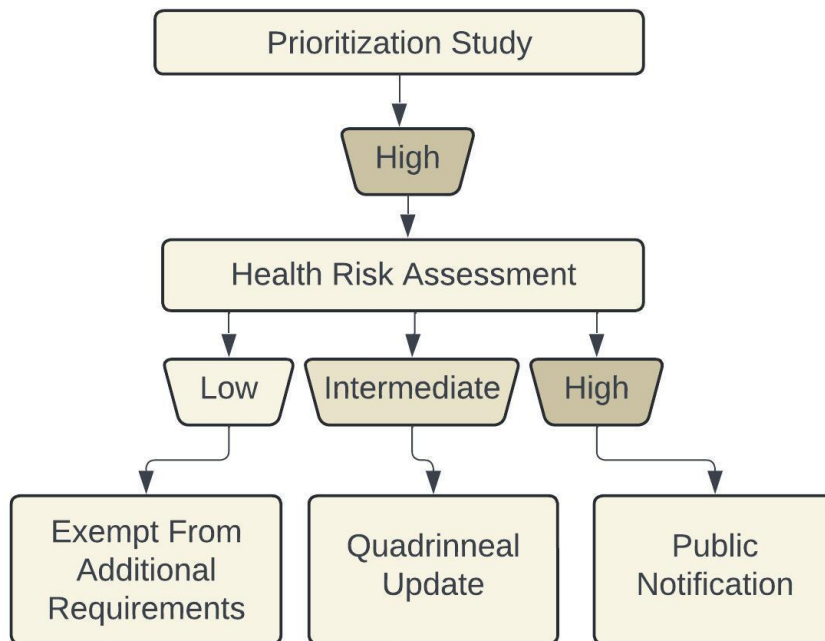 Prioritization Study
High
Health Risk Assessment
Low
Intermediate
High
Exempt From
Additional
Requirements
Quadrinneal
Update
Public
Notification